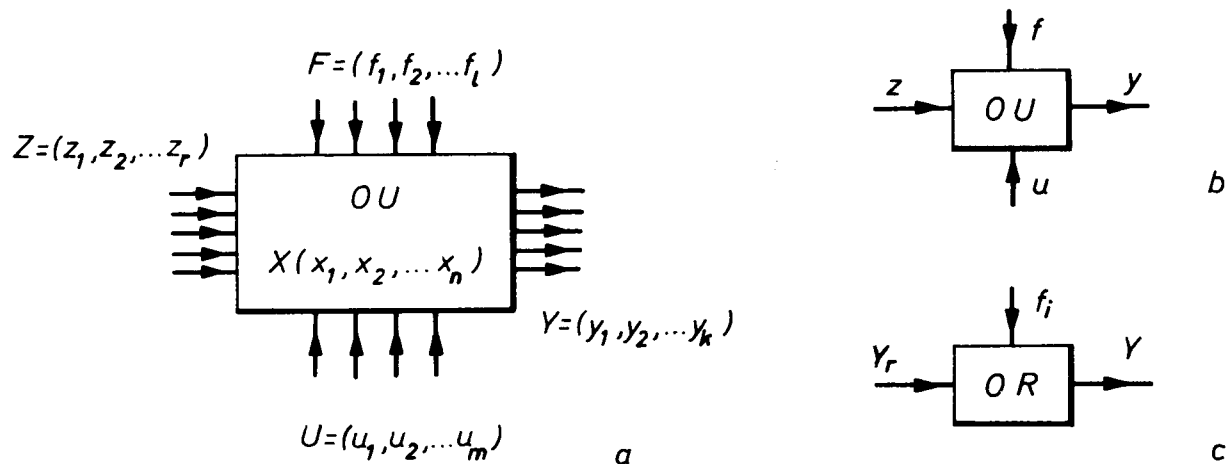 F=(f₁,f₂,...fₗ)
Z=(z₁,z₂,...zᵣ)
OU
X(x₁,x₂,...xₙ)
Y=(y₁,y₂,...yₖ)
U=(u₁,u₂,...uₘ)
a
f
z
OU
y
u
b
fᵢ
Yᵣ
OR
Y
c